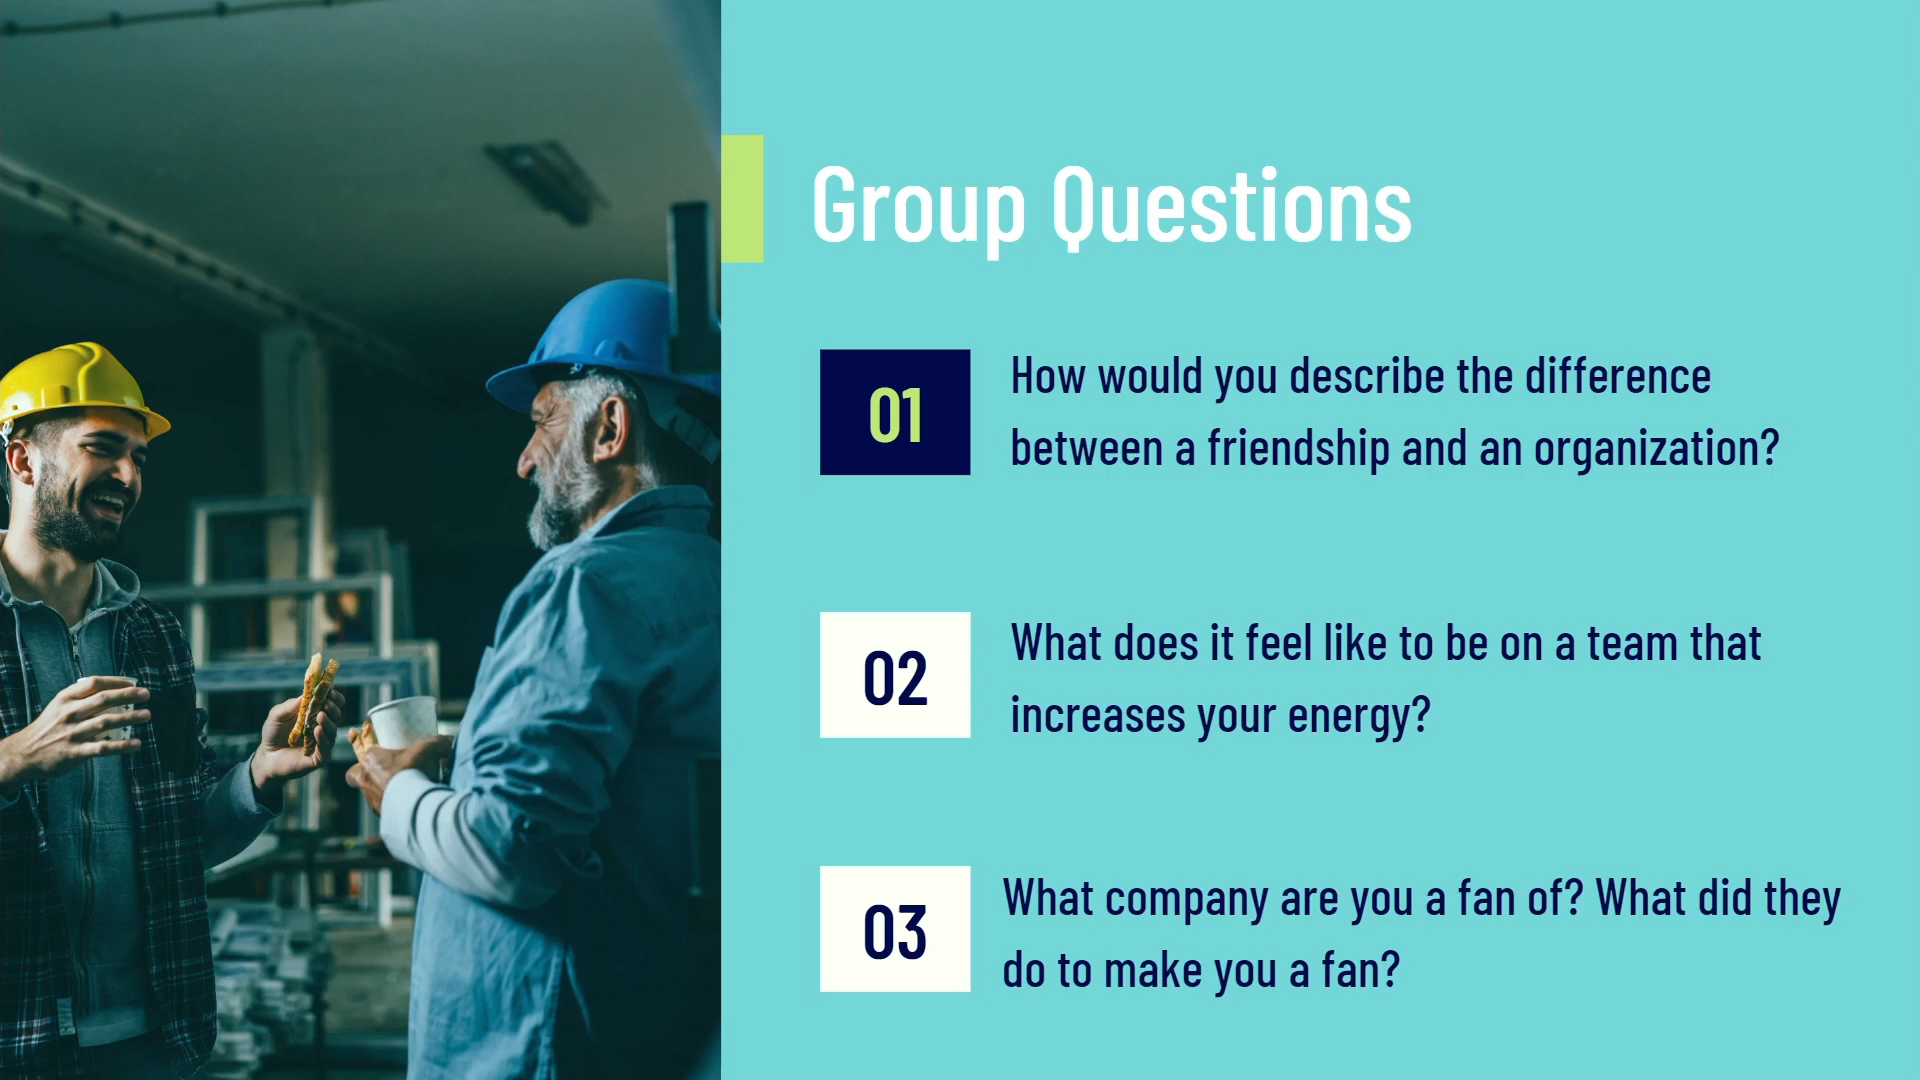 Group Questions
01
How would you describe the difference
between a friendship and an organization?
02
What does it feel like to be on a team that
increases your energy?
03
What company are you a fan of? What did they
do to make you a fan?